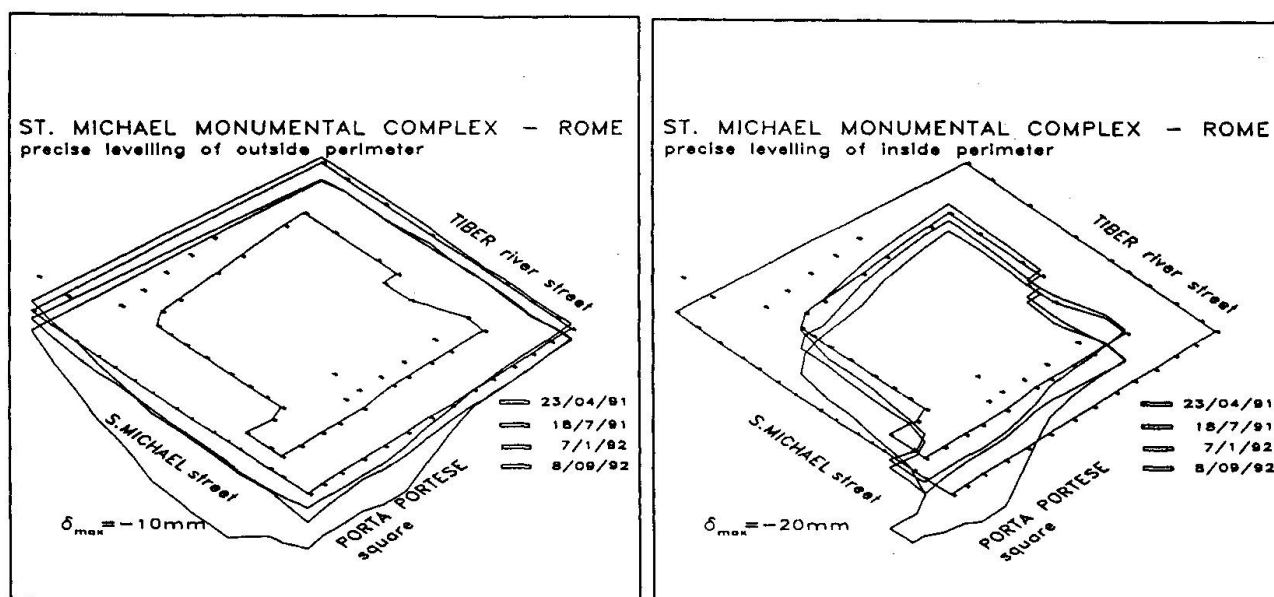 ST. MICHAEL MONUMENTAL COMPLEX - ROME
precise levelling of outside perimeter
TIBER river street
S.MICHAEL street
PORTA PORTESE
square
23/04/91
18/7/91
7/1/92
8/09/92
δmax=-10mm
ST. MICHAEL MONUMENTAL COMPLEX - ROME
precise levelling of inside perimeter
TIBER river street
S.MICHAEL street
PORTA PORTESE
square
23/04/91
18/7/91
7/1/92
8/09/92
δmax=-20mm